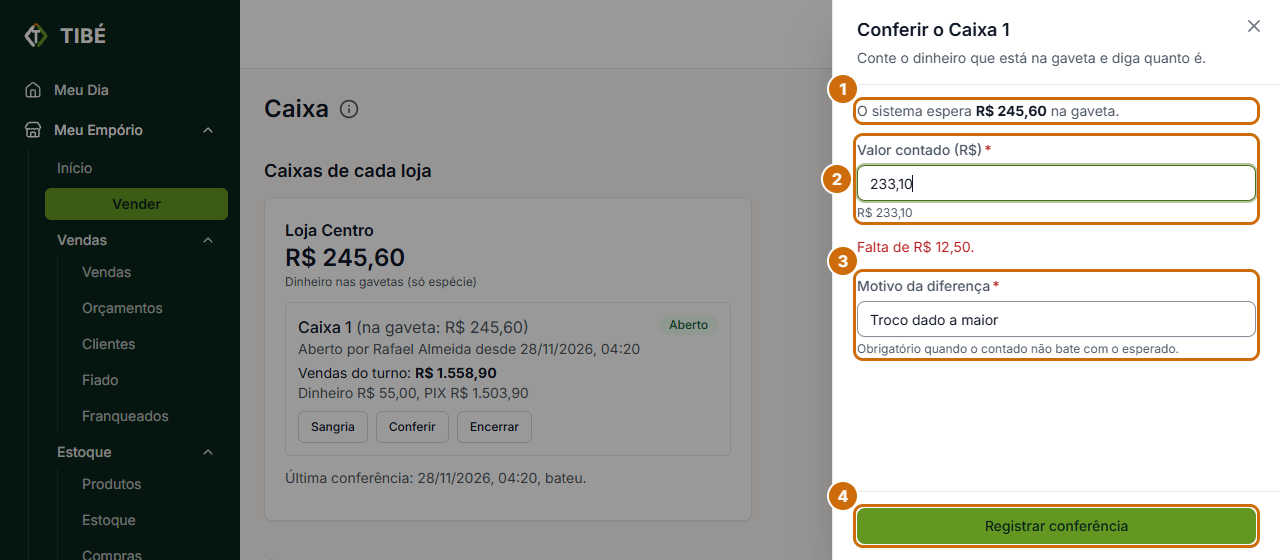 TIBÉ
Meu Dia
Meu Empório
Início
Vender
Vendas
Vendas
Orçamentos
Clientes
Fiado
Franqueados
Estoque
Produtos
Estoque
Compras
Caixa
Caixas de cada loja
Loja Centro
R$ 245,60
Dinheiro nas gavetas (só espécie)
Caixa 1 (na gaveta: R$ 245,60)
Aberto
Aberto por Rafael Almeida desde 28/11/2026, 04:20
Vendas do turno: R$ 1.558,90
Dinheiro R$ 55,00, PIX R$ 1.503,90
Sangria
Conferir
Encerrar
Última conferência: 28/11/2026, 04:20, bateu.
Conferir o Caixa 1
Conte o dinheiro que está na gaveta e diga quanto é.
1
O sistema espera R$ 245,60 na gaveta.
Valor contado (R$) *
2
233,10
R$ 233,10
Falta de R$ 12,50.
3
Motivo da diferença *
Troco dado a maior
Obrigatório quando o contado não bate com o esperado.
4
Registrar conferência